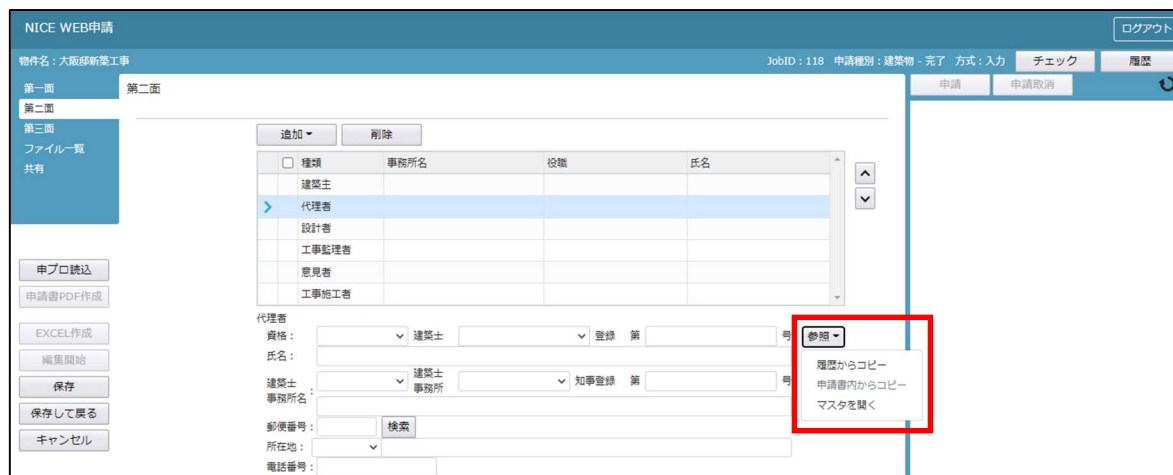 NICE WEB申請
ログアウト
物件名：大阪邸新築工事
JobID：118 申請種別：建築物 - 完了 方式：入力
チェック
履歴
第一面
第二面
第三面
ファイル一覧
共有
第二面
申請
申請取消
追加
削除
種類 事務所名 役職 氏名
建築主
代理者
設計者
工事監理者
意見者
工事施工者
申プロ読込
申請書PDF作成
EXCEL作成
編集開始
保存
保存して戻る
キャンセル
代理者
資格： 建築士 登録 第 号
参照
氏名：
建築士事務所名： 建築士事務所 知事登録 第 号
郵便番号： 検索
所在地：
電話番号：
履歴からコピー
申請書内からコピー
マスタを開く